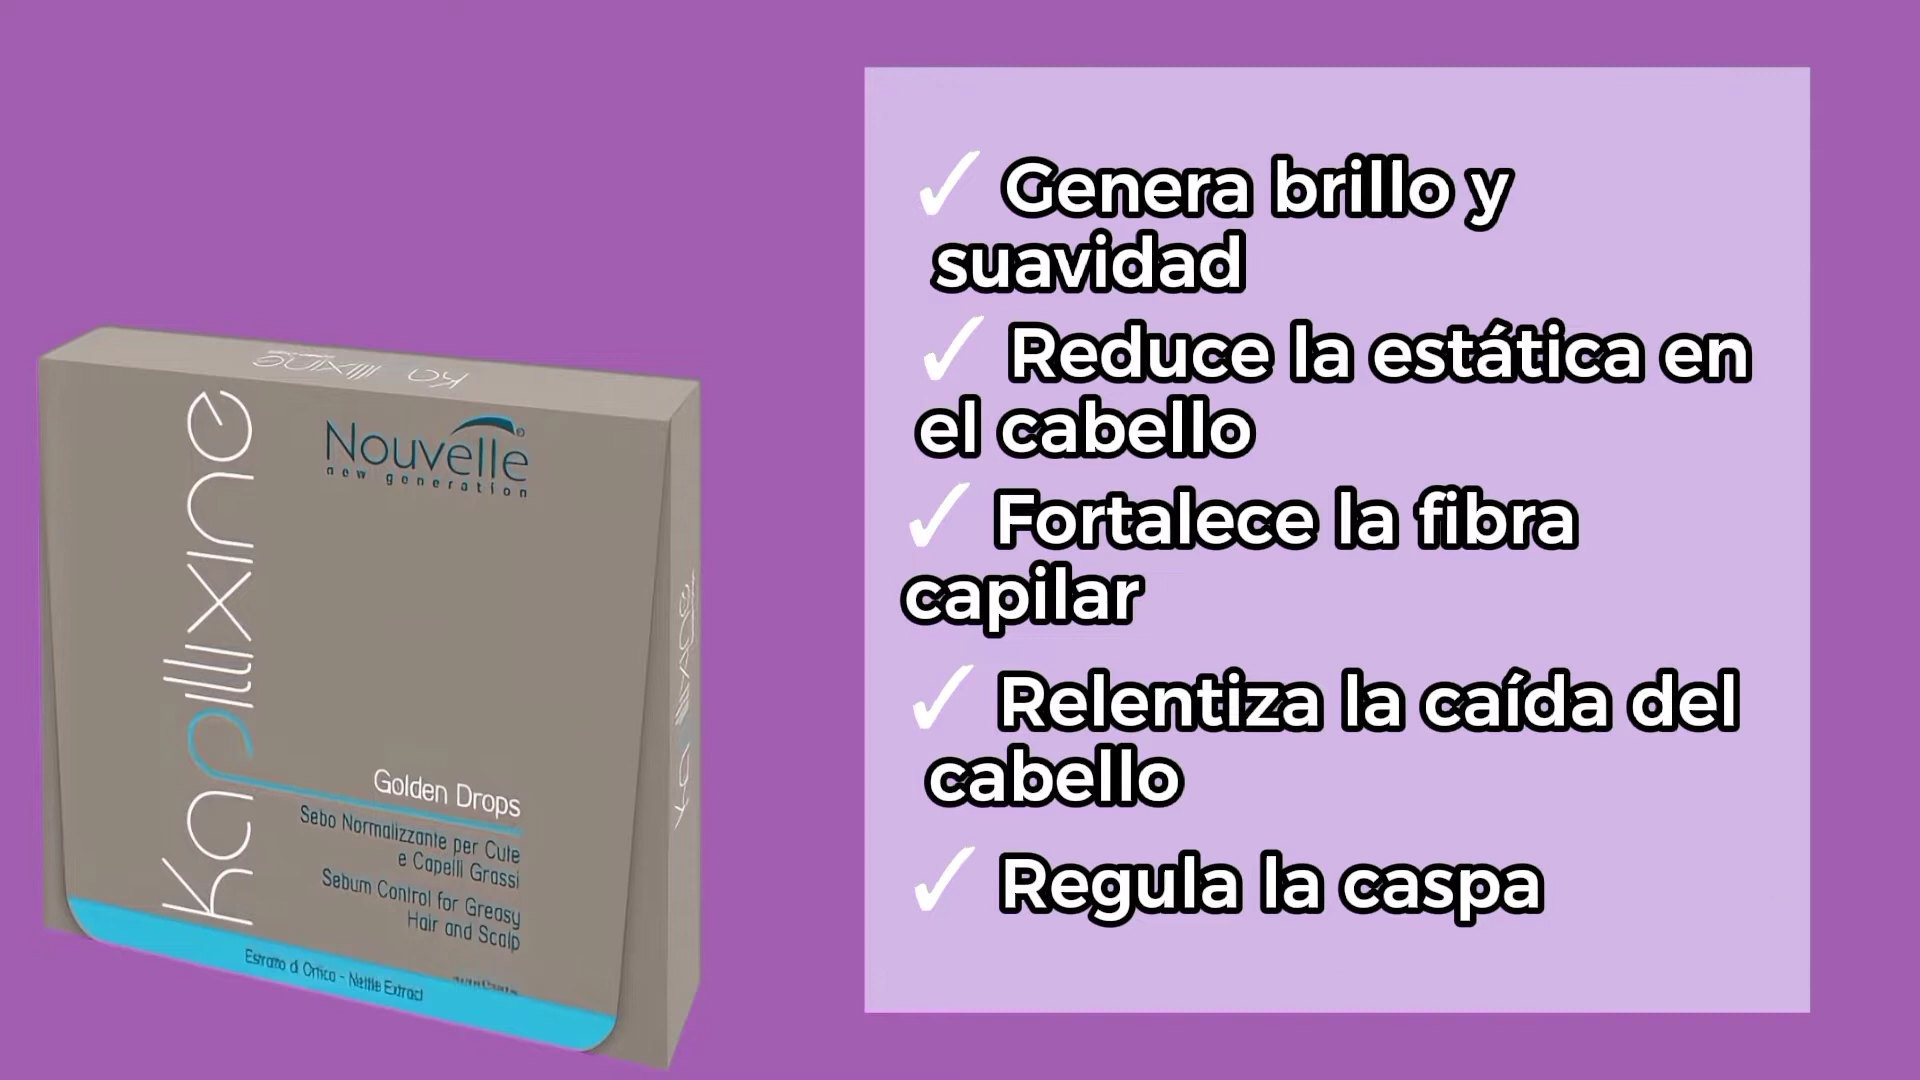 Kapillixine
Nouvelle
new generation
Golden Drops
Sebo Normalizzante per Cute
e Capelli Grassi
Sebum Control for Greasy
Hair and Scalp
Estratto di Ortica - Nettle Extract
✓ Genera brillo y
suavidad
✓ Reduce la estática en
el cabello
✓ Fortalece la fibra
capilar
✓ Relentiza la caída del
cabello
✓ Regula la caspa